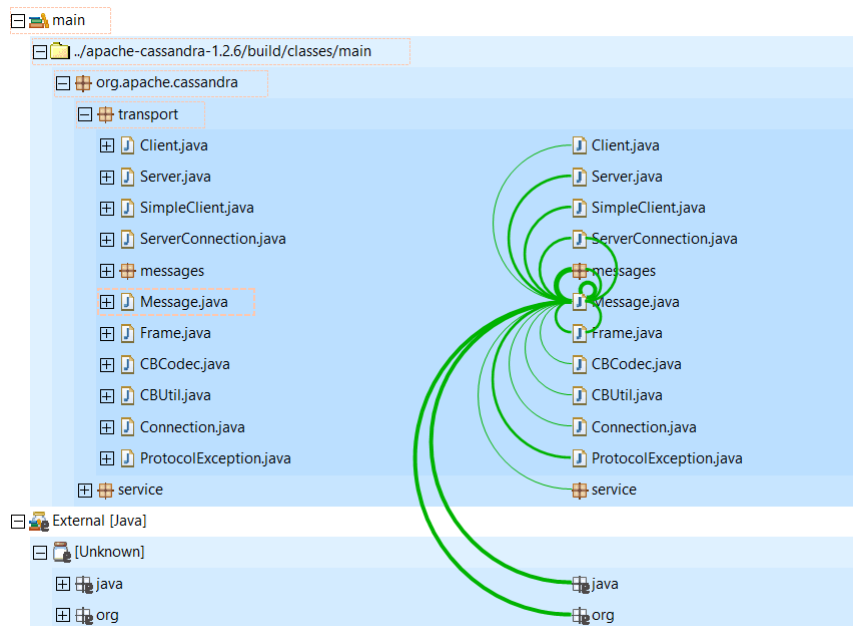 main
../apache-cassandra-1.2.6/build/classes/main
org.apache.cassandra
transport
Client.java Client.java
Server.java Server.java
SimpleClient.java SimpleClient.java
ServerConnection.java ServerConnection.java
messages messages
Message.java Message.java
Frame.java Frame.java
CBCodec.java CBCodec.java
CBUtil.java CBUtil.java
Connection.java Connection.java
ProtocolException.java ProtocolException.java
service service
External [Java]
[Unknown]
java java
org org